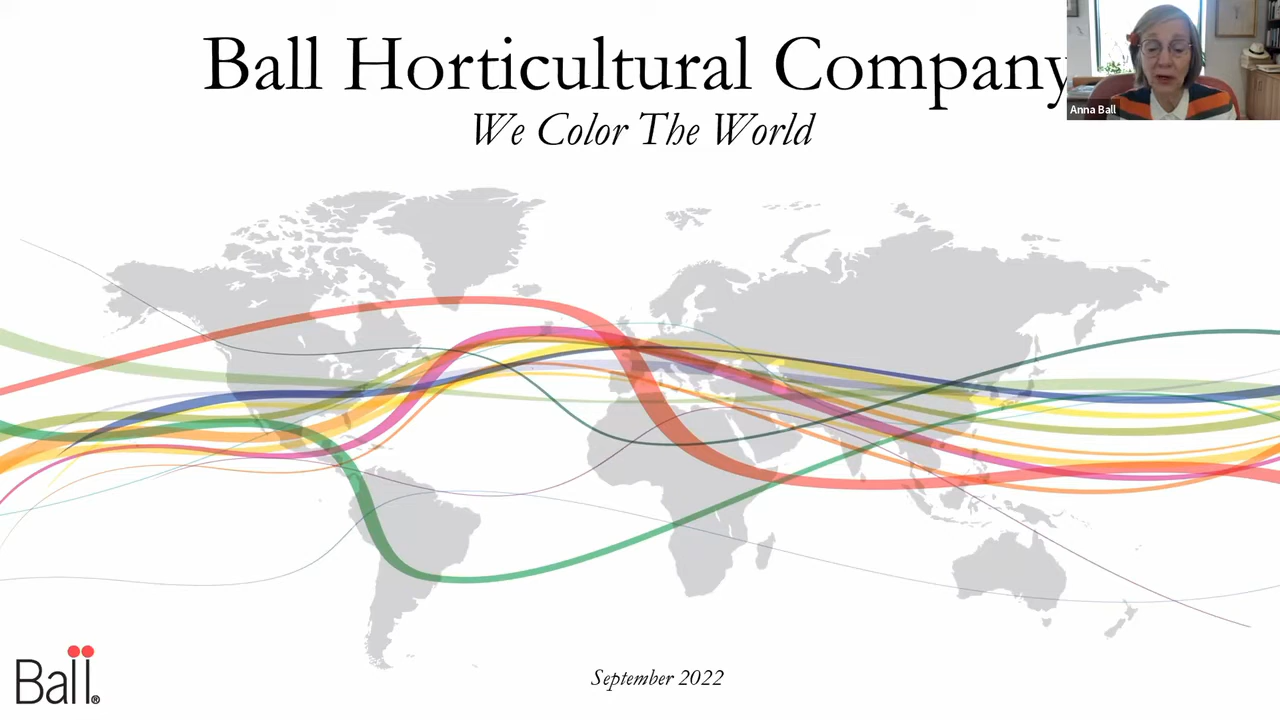 Ball Horticultural Company
We Color The World
Anna Ball
September 2022
Ball®